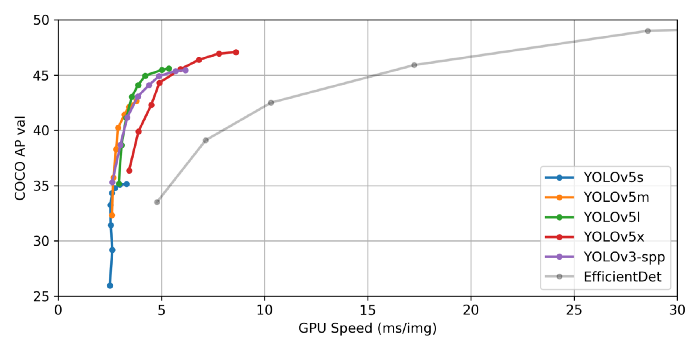 50
45
40
35
30
25
COCO AP val
0
5
10
15
20
25
30
GPU Speed (ms/img)
YOLOv5s
YOLOv5m
YOLOv5l
YOLOv5x
YOLOv3-spp
EfficientDet